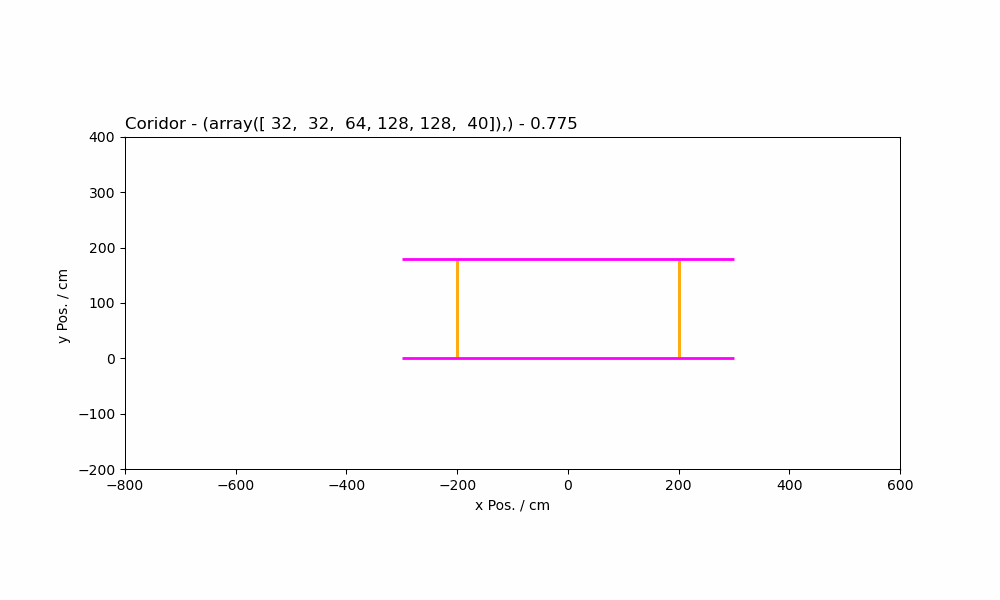 Coridor - (array([ 32,  32,  64, 128, 128,  40]),) - 0.775
400
300
200
100
0
−100
−200
y Pos. / cm
−800 −600 −400 −200 0 200 400 600
x Pos. / cm